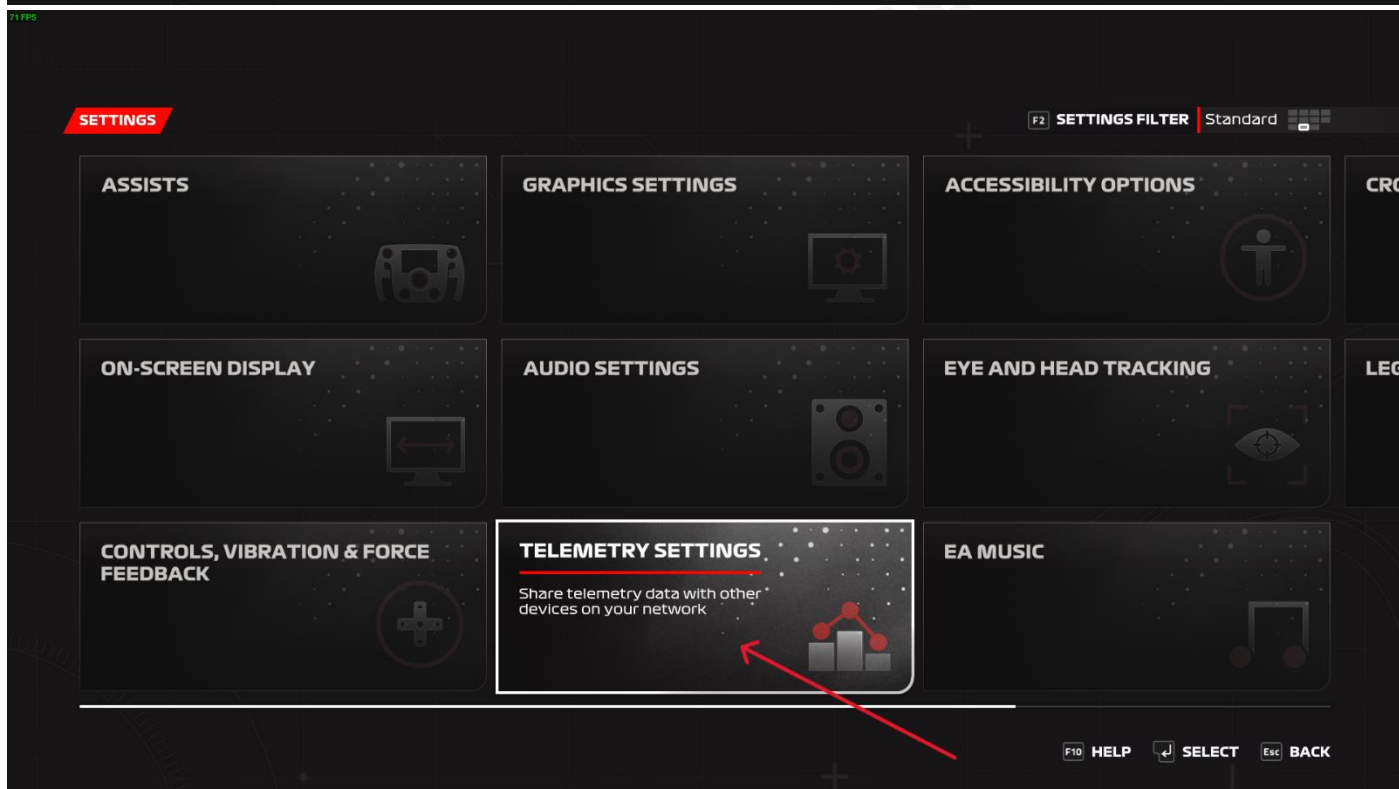 71 FPS
SETTINGS
F2 SETTINGS FILTER Standard
ASSISTS
GRAPHICS SETTINGS
ACCESSIBILITY OPTIONS
CRO
ON-SCREEN DISPLAY
AUDIO SETTINGS
EYE AND HEAD TRACKING
LEG
CONTROLS, VIBRATION & FORCE
FEEDBACK
TELEMETRY SETTINGS
Share telemetry data with other
devices on your network
EA MUSIC
F10 HELP SELECT Esc BACK